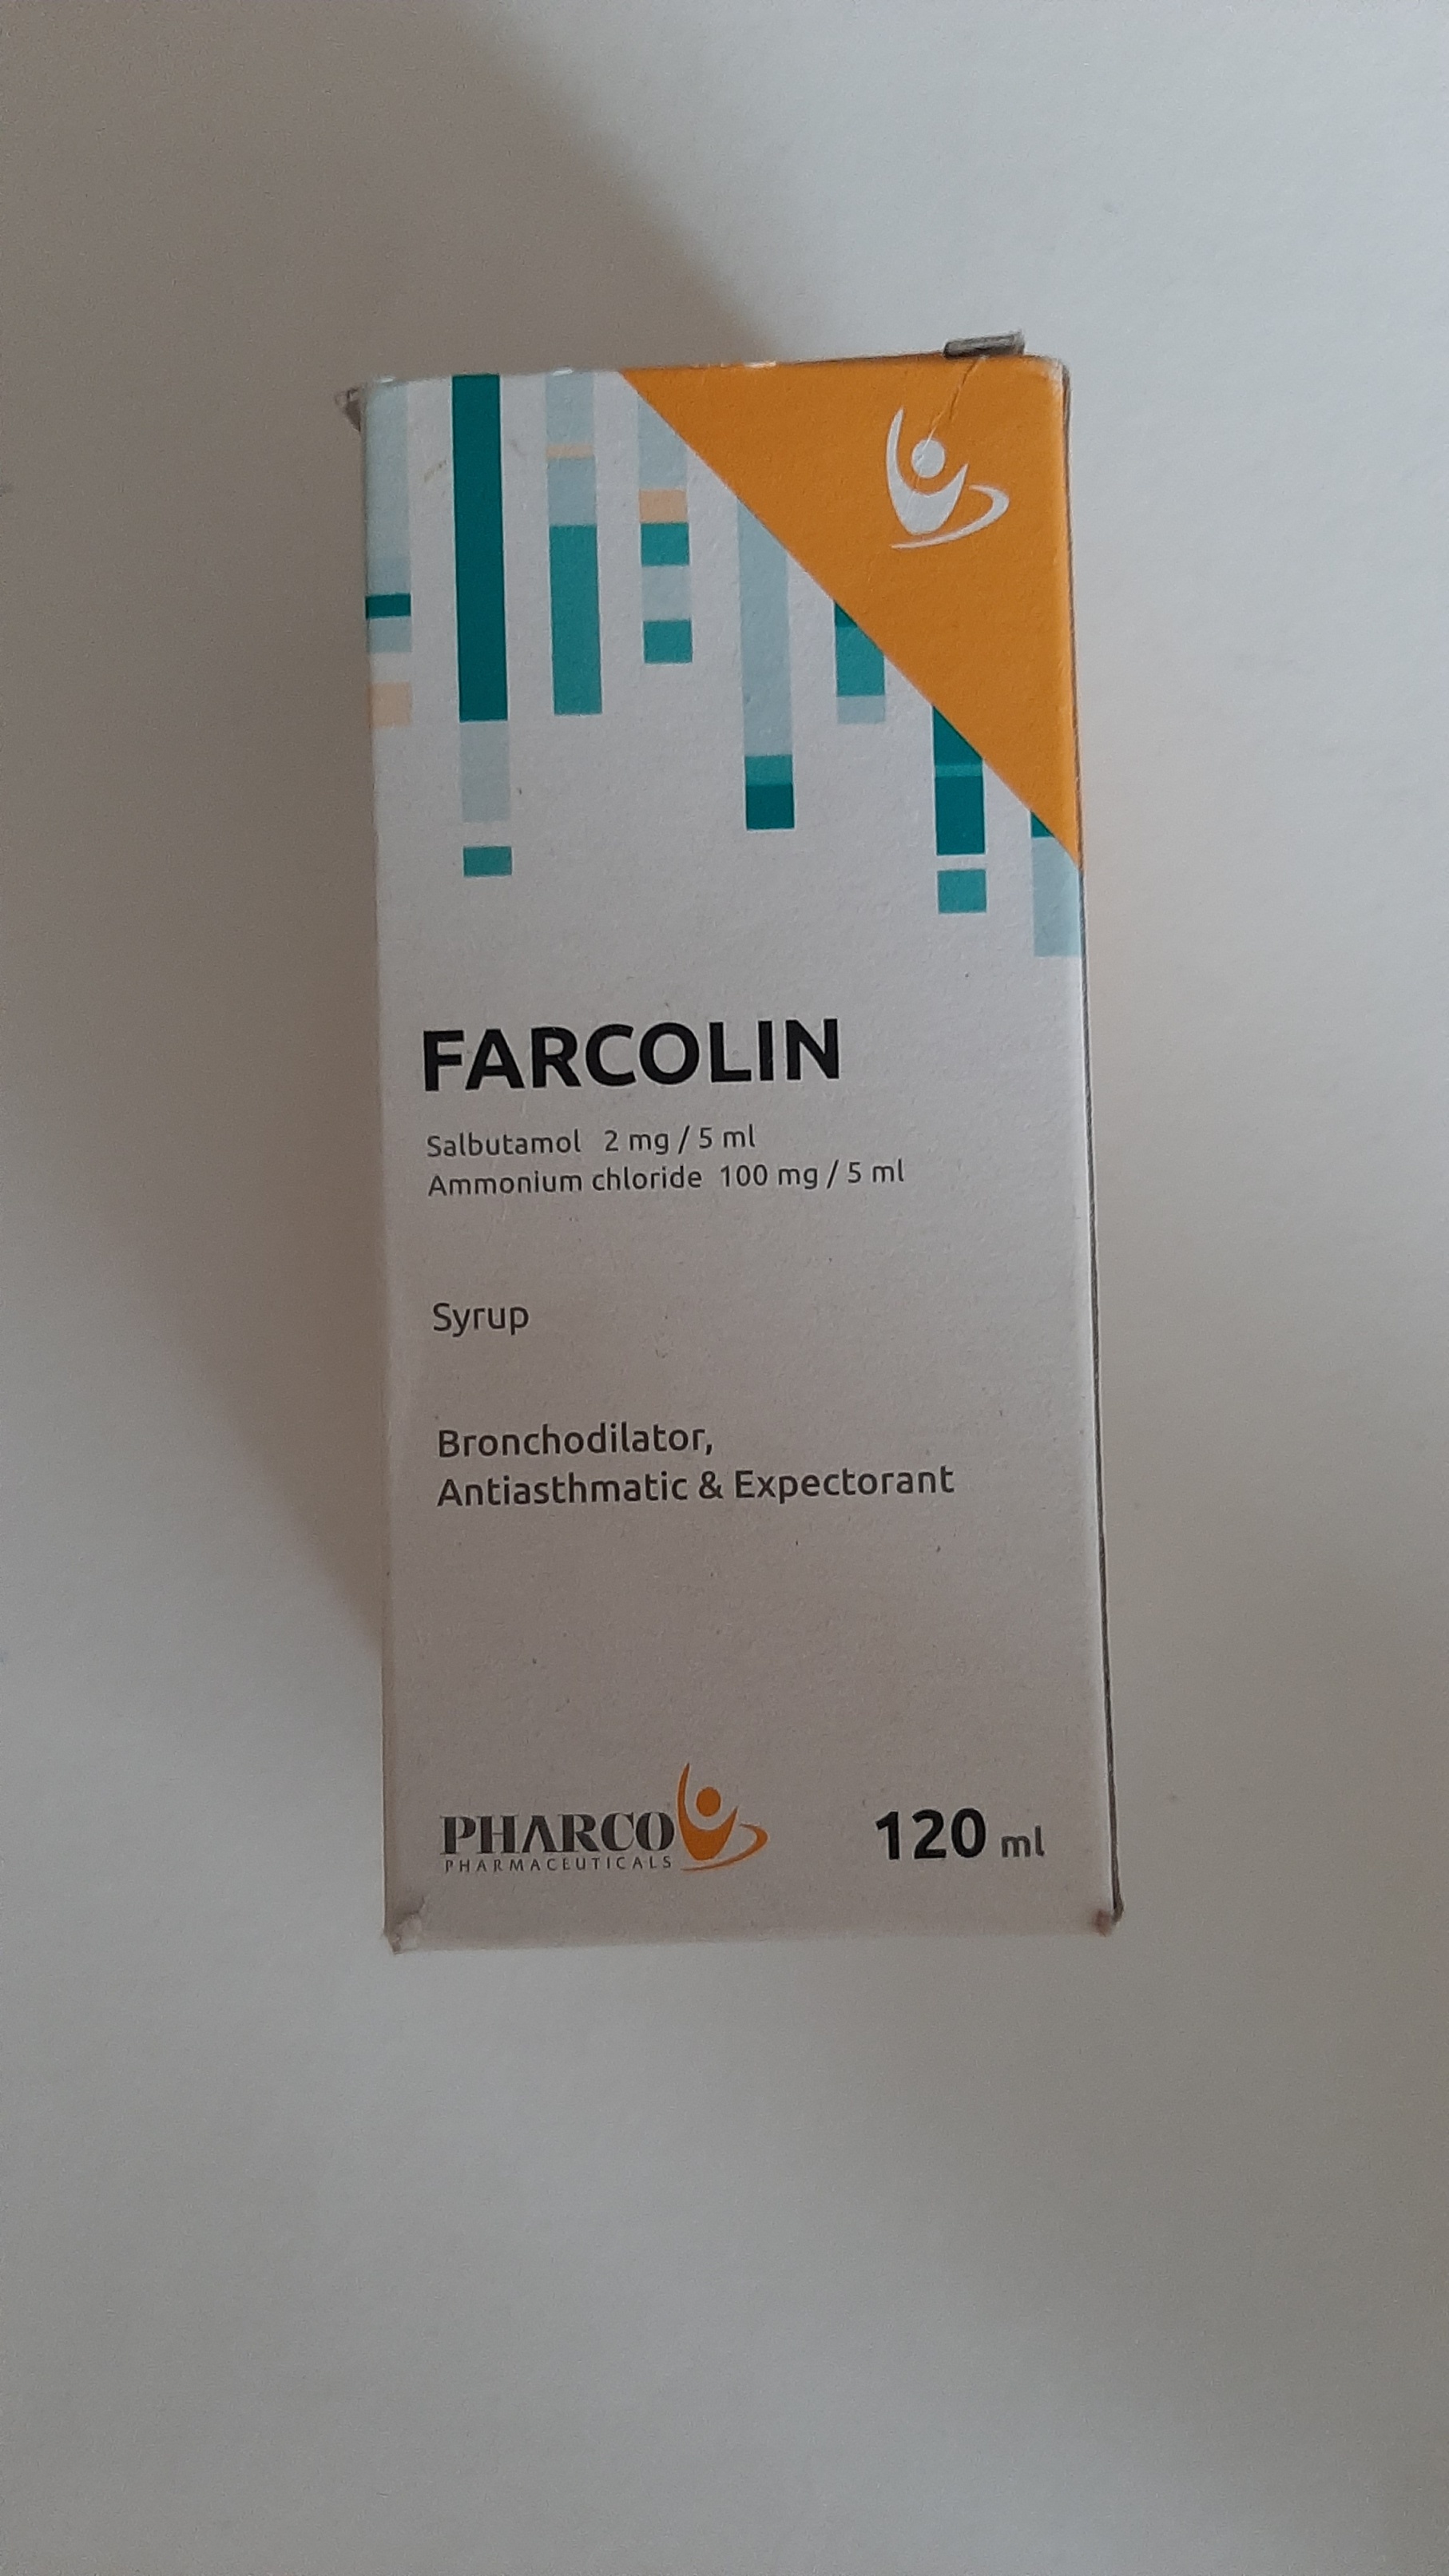 FARCOLIN
Salbutamol 2 mg / 5 ml
Ammonium chloride 100 mg / 5 ml
Syrup
Bronchodilator,
Antiasthmatic & Expectorant
PHARCO
PHARMACEUTICALS
120 ml